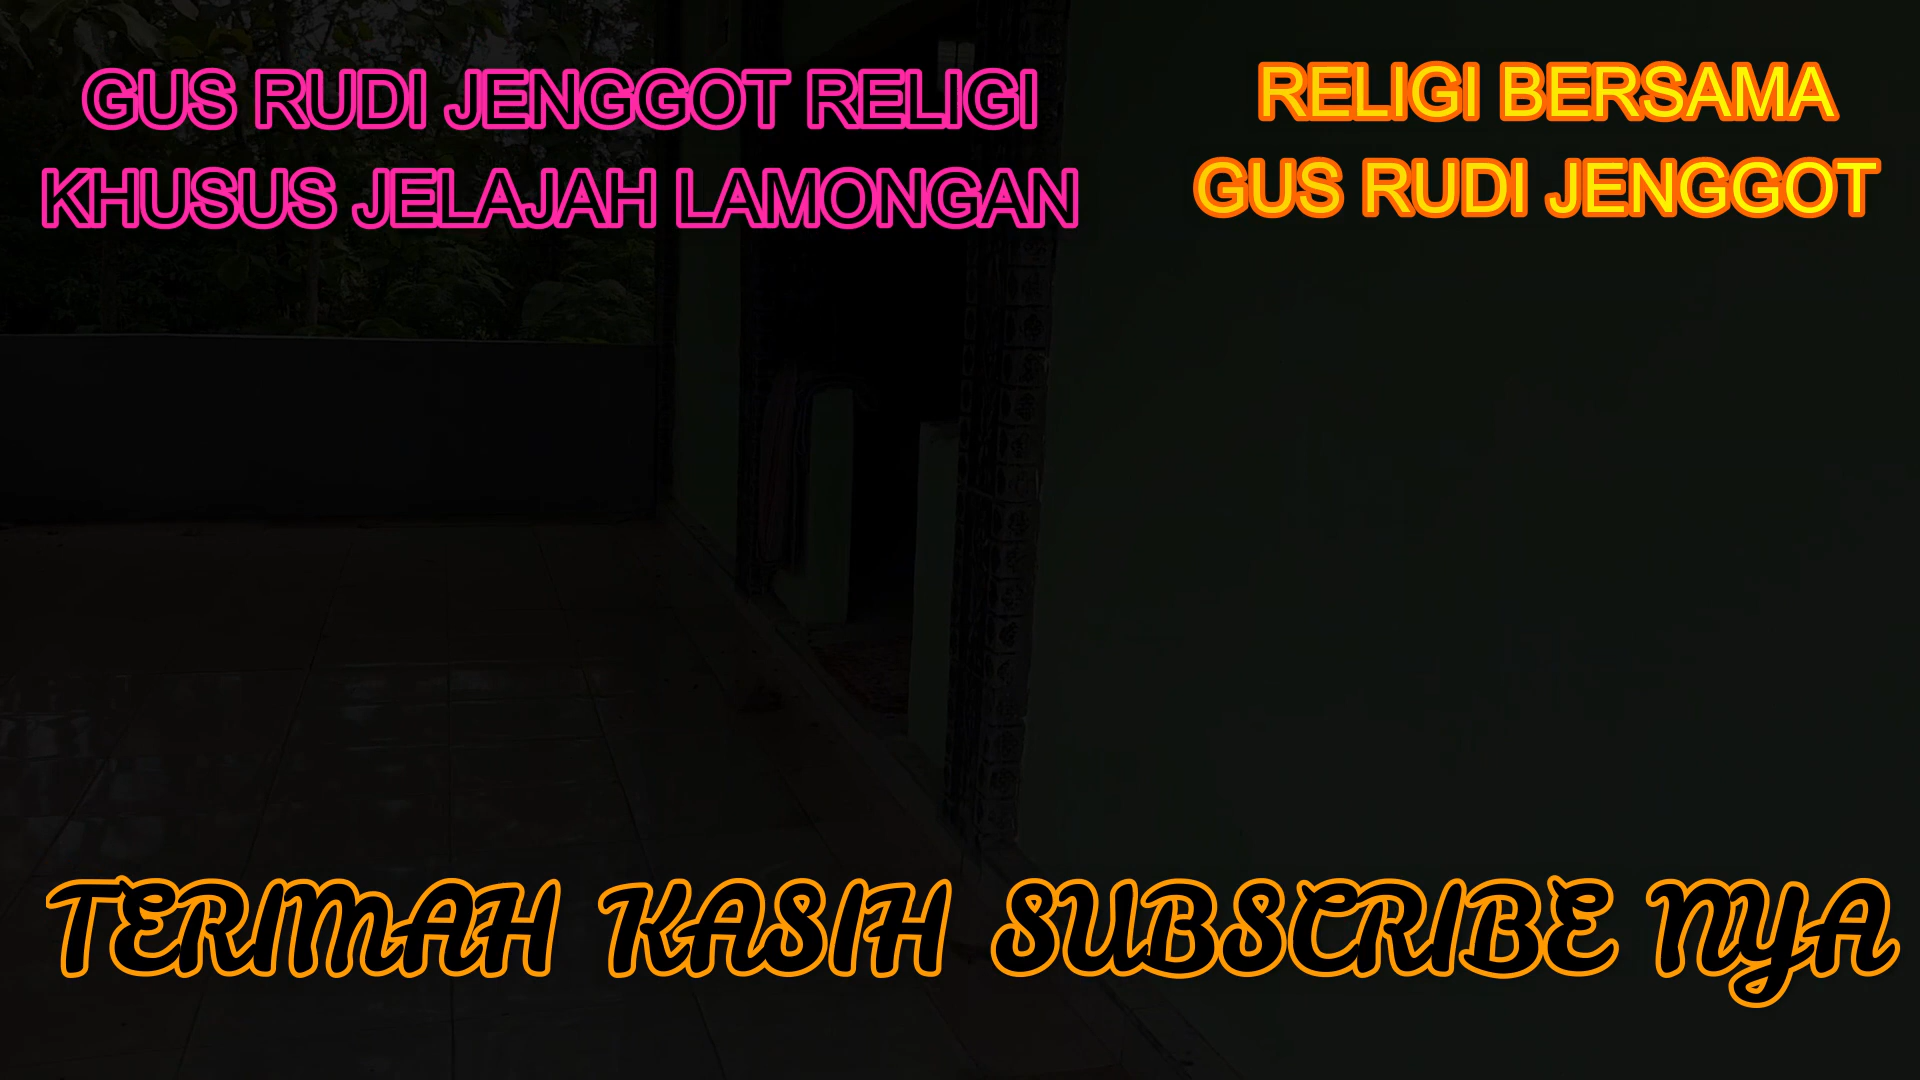 GUS RUDI JENGGOT RELIGI
KHUSUS JELAJAH LAMONGAN
RELIGI BERSAMA
GUS RUDI JENGGOT
TERIMAH KASIH SUBSCRIBE NYA